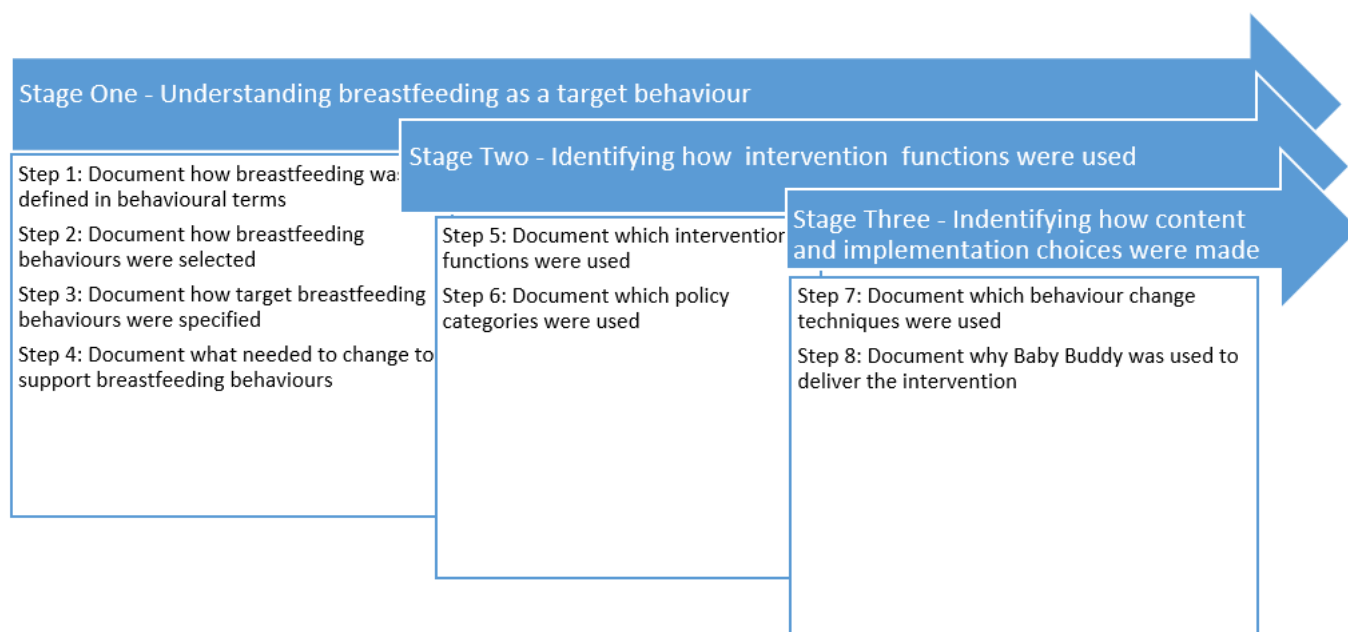 Stage One - Understanding breastfeeding as a target behaviour
Step 1: Document how breastfeeding was
defined in behavioural terms
Step 2: Document how breastfeeding
behaviours were selected
Step 3: Document how target breastfeeding
behaviours were specified
Step 4: Document what needed to change to
support breastfeeding behaviours
Stage Two - Identifying how intervention functions were used
Step 5: Document which intervention
functions were used
Step 6: Document which policy
categories were used
Stage Three - Indentifying how content
and implementation choices were made
Step 7: Document which behaviour change
techniques were used
Step 8: Document why Baby Buddy was used to
deliver the intervention